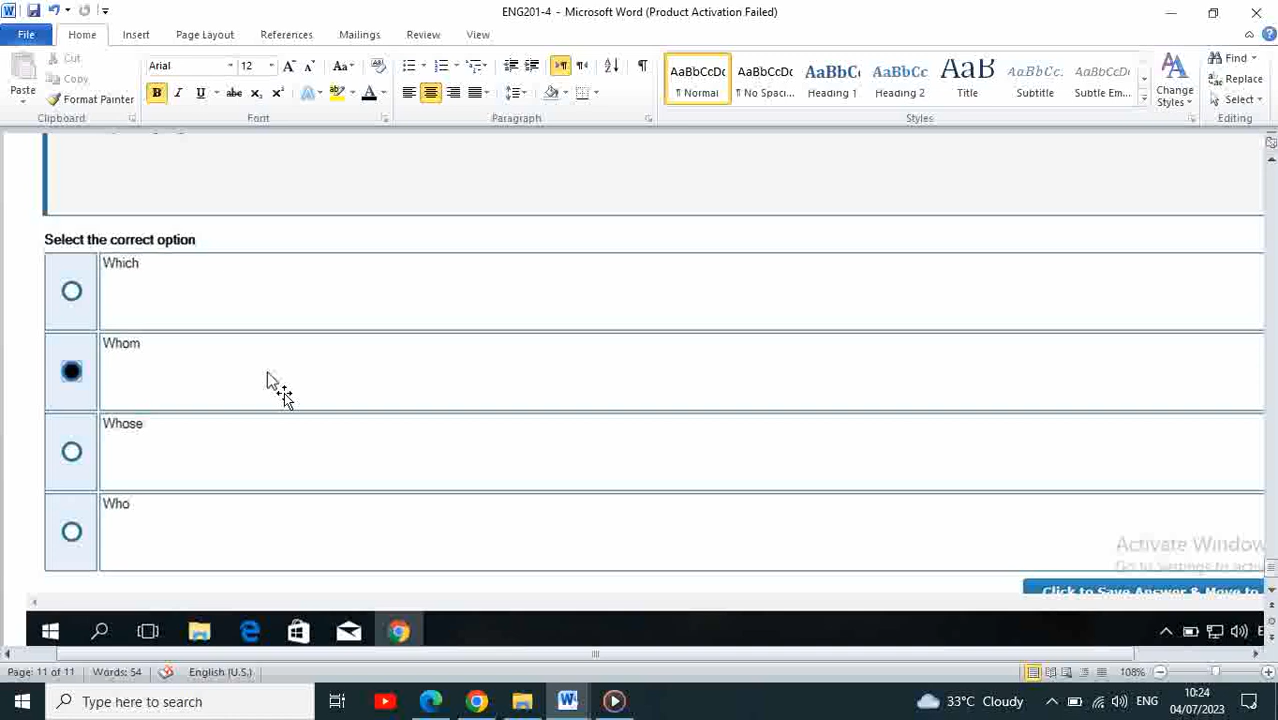 ENG201-4 - Microsoft Word (Product Activation Failed)
File Home Insert Page Layout References Mailings Review View
Paste
Cut
Copy
Format Painter
Clipboard
Arial 12
Font
Paragraph
AaBbCcDc
¶ Normal
AaBbCcDc
¶ No Spaci...
AaBbC
Heading 1
AaBbCc
Heading 2
AaB
Title
AaBbCc.
Subtitle
AaBbCcDc
Subtle Em...
Change Styles
Styles
Find
Replace
Select
Editing
Select the correct option
Which
Whom
Whose
Who
Activate Window
Click to Save Answer & Move to
Page: 11 of 11 Words: 54 English (U.S.) 108%
Type here to search
33°C Cloudy
ENG
10:24
04/07/2023